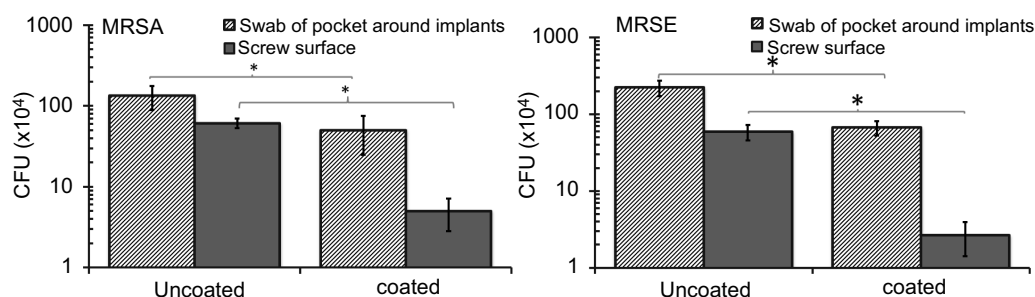 MRSA
Swab of pocket around implants
Screw surface
*
*
CFU (x10⁴)
1000
100
10
1
Uncoated
coated
MRSE
Swab of pocket around implants
Screw surface
*
*
CFU (x10⁴)
1000
100
10
1
Uncoated
coated